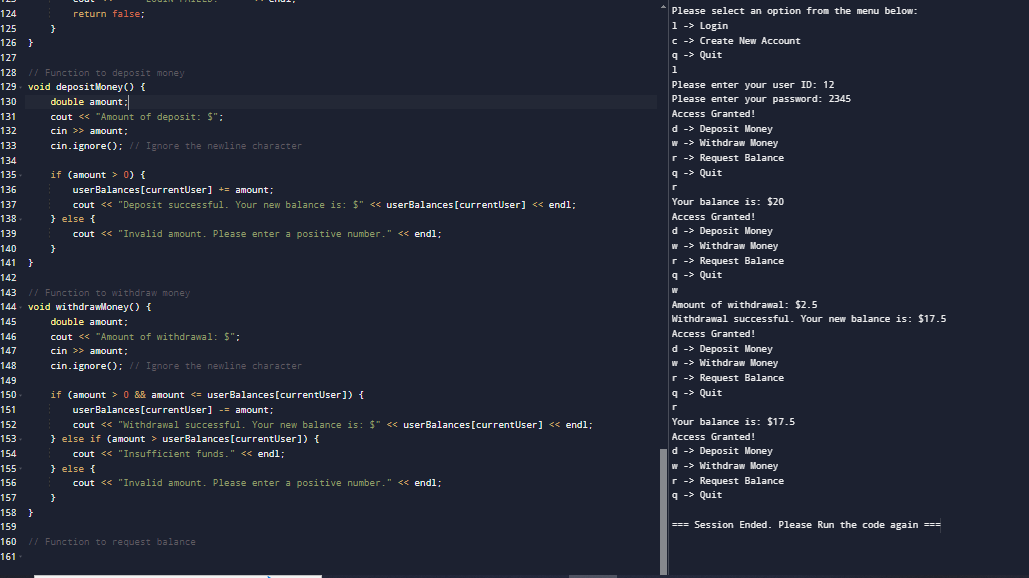 124 return false;
125 }
126 }
127
128 // Function to deposit money
129 void depositMoney() {
130 double amount;
131 cout << "Amount of deposit: $";
132 cin >> amount;
133 cin.ignore(); // Ignore the newline character
134
135 if (amount > 0) {
136 userBalances[currentUser] += amount;
137 cout << "Deposit successful. Your new balance is: $" << userBalances[currentUser] << endl;
138 } else {
139 cout << "Invalid amount. Please enter a positive number." << endl;
140 }
141 }
142
143 // Function to withdraw money
144 void withdrawMoney() {
145 double amount;
146 cout << "Amount of withdrawal: $";
147 cin >> amount;
148 cin.ignore(); // Ignore the newline character
149
150 if (amount > 0 && amount <= userBalances[currentUser]) {
151 userBalances[currentUser] -= amount;
152 cout << "Withdrawal successful. Your new balance is: $" << userBalances[currentUser] << endl;
153 } else if (amount > userBalances[currentUser]) {
154 cout << "Insufficient funds." << endl;
155 } else {
156 cout << "Invalid amount. Please enter a positive number." << endl;
157 }
158 }
159
160 // Function to request balance
161
Please select an option from the menu below:
l -> Login
c -> Create New Account
q -> Quit
l
Please enter your user ID: 12
Please enter your password: 2345
Access Granted!
d -> Deposit Money
w -> Withdraw Money
r -> Request Balance
q -> Quit
r
Your balance is: $20
Access Granted!
d -> Deposit Money
w -> Withdraw Money
r -> Request Balance
q -> Quit
w
Amount of withdrawal: $2.5
Withdrawal successful. Your new balance is: $17.5
Access Granted!
d -> Deposit Money
w -> Withdraw Money
r -> Request Balance
q -> Quit
r
Your balance is: $17.5
Access Granted!
d -> Deposit Money
w -> Withdraw Money
r -> Request Balance
q -> Quit
=== Session Ended. Please Run the code again ===